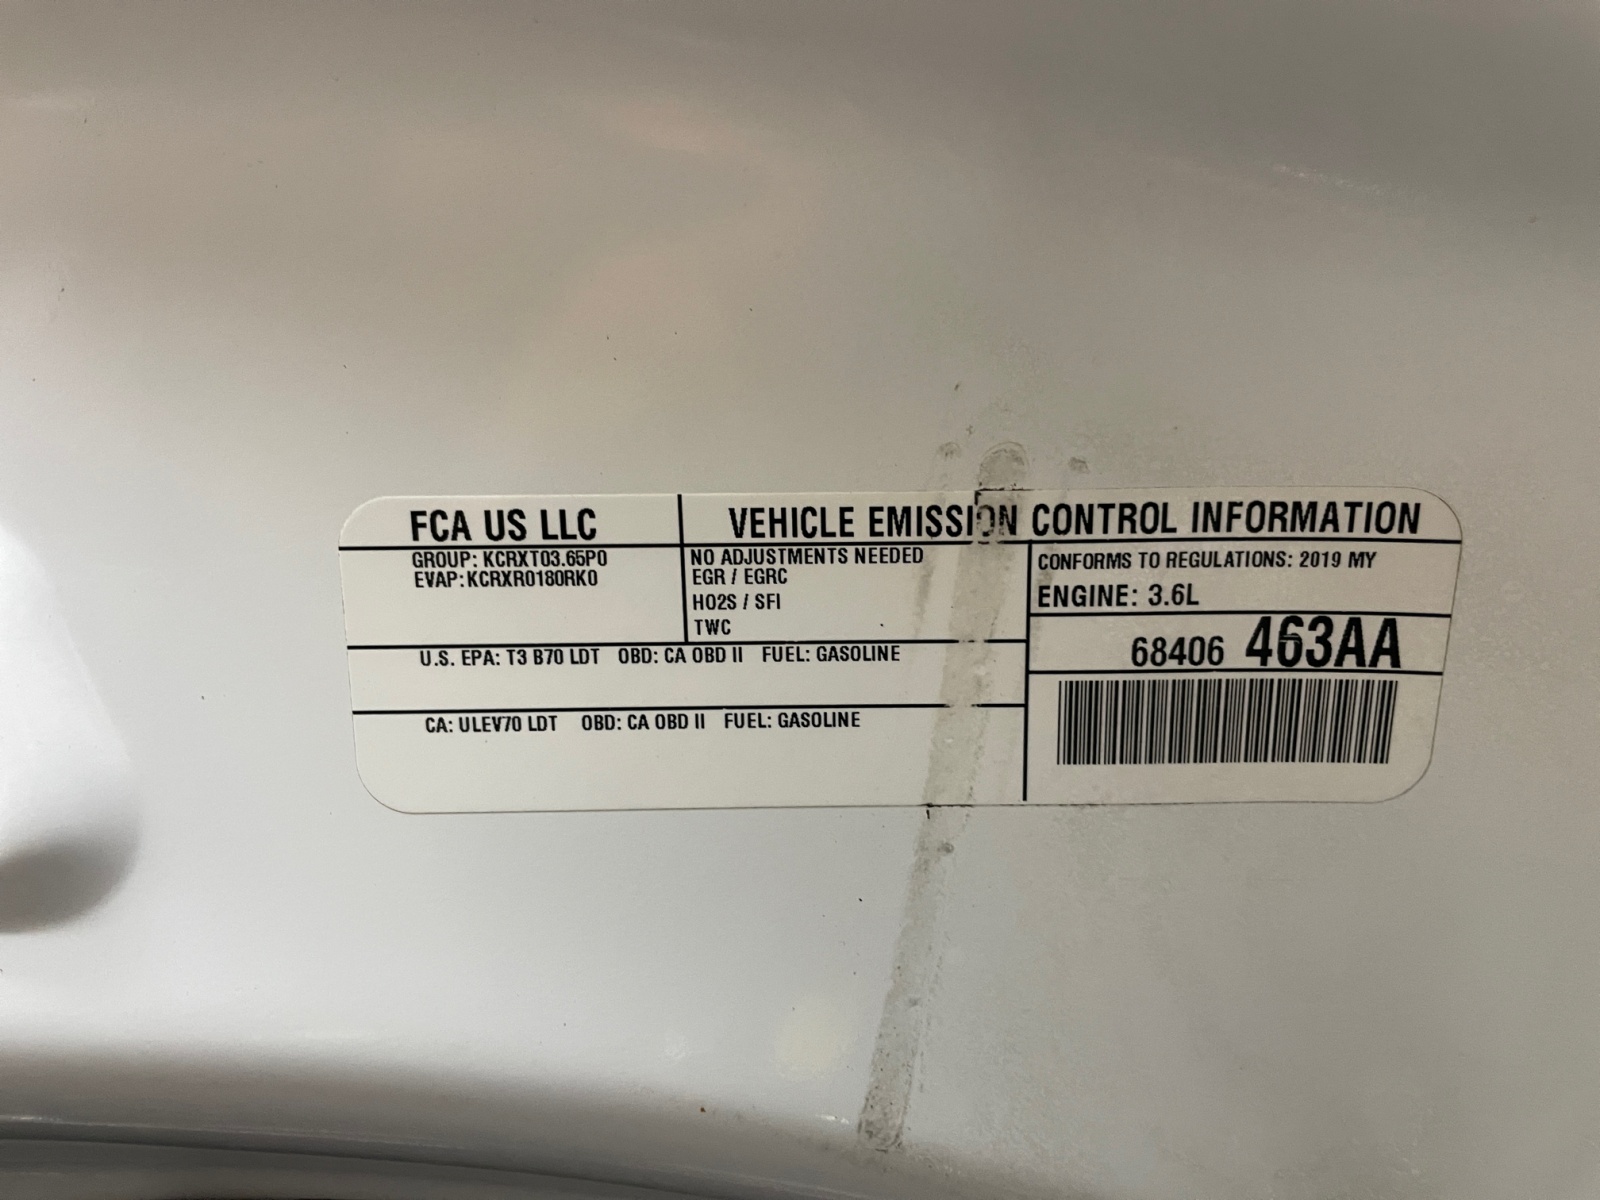 FCA US LLC
VEHICLE EMISSION CONTROL INFORMATION
GROUP: KCRXT03.65P0
EVAP:KCRXR0180RK0
NO ADJUSTMENTS NEEDED
EGR / EGRC
HO2S / SFI
TWC
CONFORMS TO REGULATIONS: 2019 MY
ENGINE: 3.6L
68406 463AA
U.S. EPA: T3 B70 LDT OBD: CA OBD II FUEL: GASOLINE
CA: ULEV70 LDT OBD: CA OBD II FUEL: GASOLINE